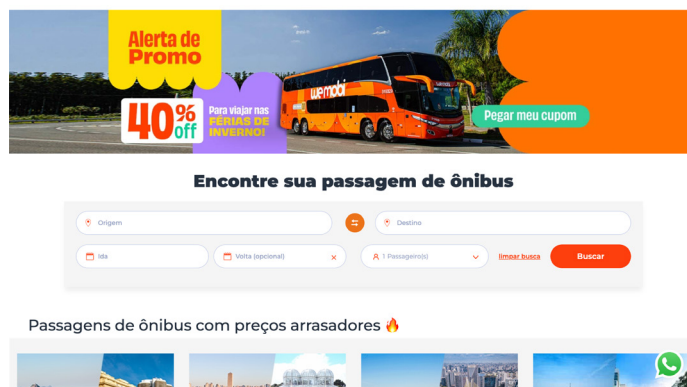 Alerta de
Promo
40%
off
Para viajar nas
FÉRIAS DE
INVERNO!
wemobi
Pegar meu cupom
Encontre sua passagem de ônibus
Origem
Destino
Ida
Volta (opcional)
1 Passageiro(s)
limpar busca
Buscar
Passagens de ônibus com preços arrasadores